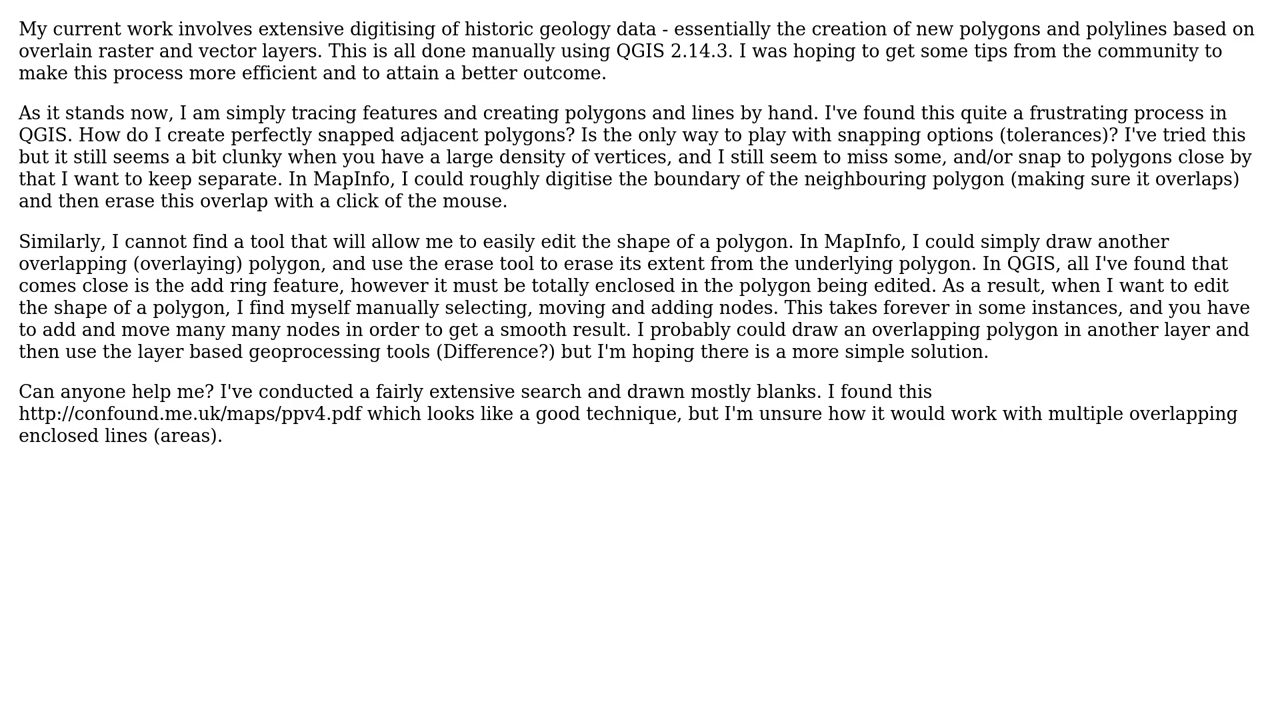 My current work involves extensive digitising of historic geology data - essentially the creation of new polygons and polylines based on
overlain raster and vector layers. This is all done manually using QGIS 2.14.3. I was hoping to get some tips from the community to
make this process more efficient and to attain a better outcome.
As it stands now, I am simply tracing features and creating polygons and lines by hand. I've found this quite a frustrating process in
QGIS. How do I create perfectly snapped adjacent polygons? Is the only way to play with snapping options (tolerances)? I've tried this
but it still seems a bit clunky when you have a large density of vertices, and I still seem to miss some, and/or snap to polygons close by
that I want to keep separate. In MapInfo, I could roughly digitise the boundary of the neighbouring polygon (making sure it overlaps)
and then erase this overlap with a click of the mouse.
Similarly, I cannot find a tool that will allow me to easily edit the shape of a polygon. In MapInfo, I could simply draw another
overlapping (overlaying) polygon, and use the erase tool to erase its extent from the underlying polygon. In QGIS, all I've found that
comes close is the add ring feature, however it must be totally enclosed in the polygon being edited. As a result, when I want to edit
the shape of a polygon, I find myself manually selecting, moving and adding nodes. This takes forever in some instances, and you have
to add and move many many nodes in order to get a smooth result. I probably could draw an overlapping polygon in another layer and
then use the layer based geoprocessing tools (Difference?) but I'm hoping there is a more simple solution.
Can anyone help me? I've conducted a fairly extensive search and drawn mostly blanks. I found this
http://confound.me.uk/maps/ppv4.pdf which looks like a good technique, but I'm unsure how it would work with multiple overlapping
enclosed lines (areas).